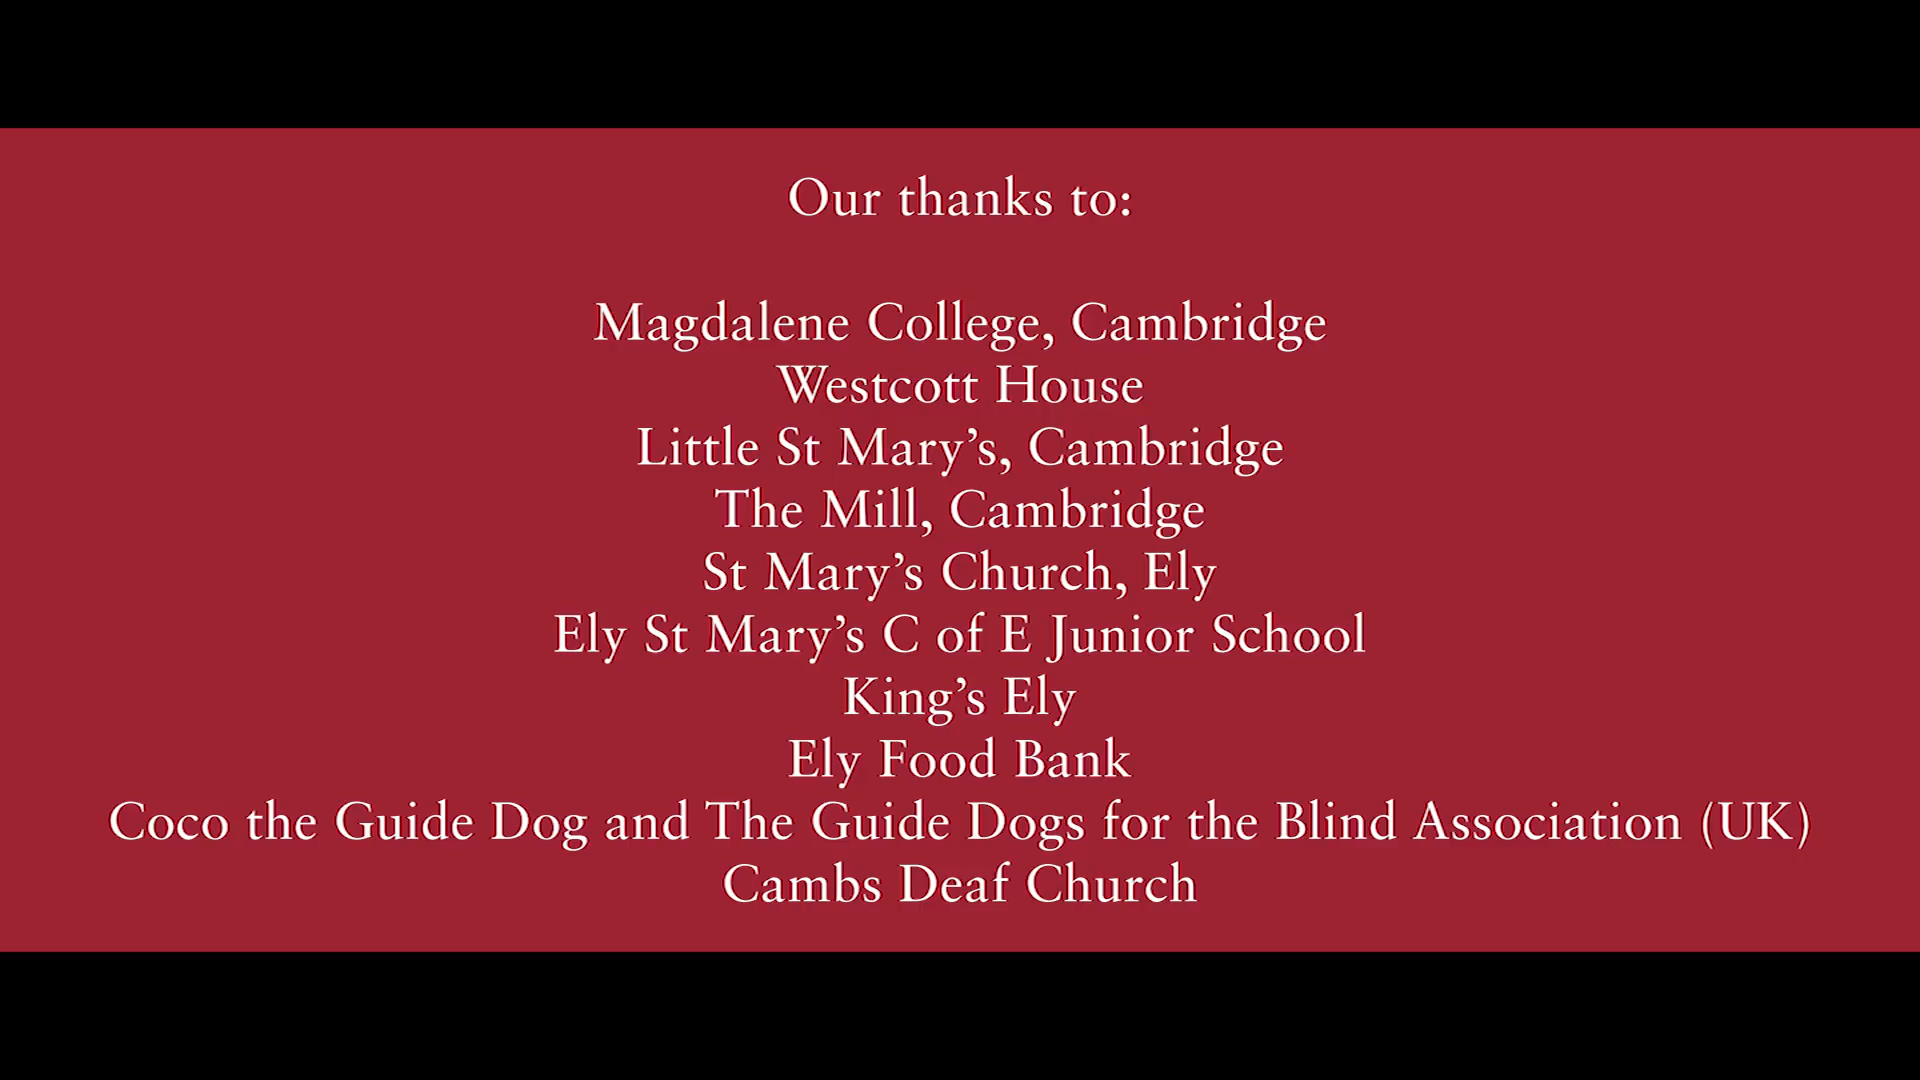 Our thanks to:
Magdalene College, Cambridge
Westcott House
Little St Mary’s, Cambridge
The Mill, Cambridge
St Mary’s Church, Ely
Ely St Mary’s C of E Junior School
King’s Ely
Ely Food Bank
Coco the Guide Dog and The Guide Dogs for the Blind Association (UK)
Cambs Deaf Church